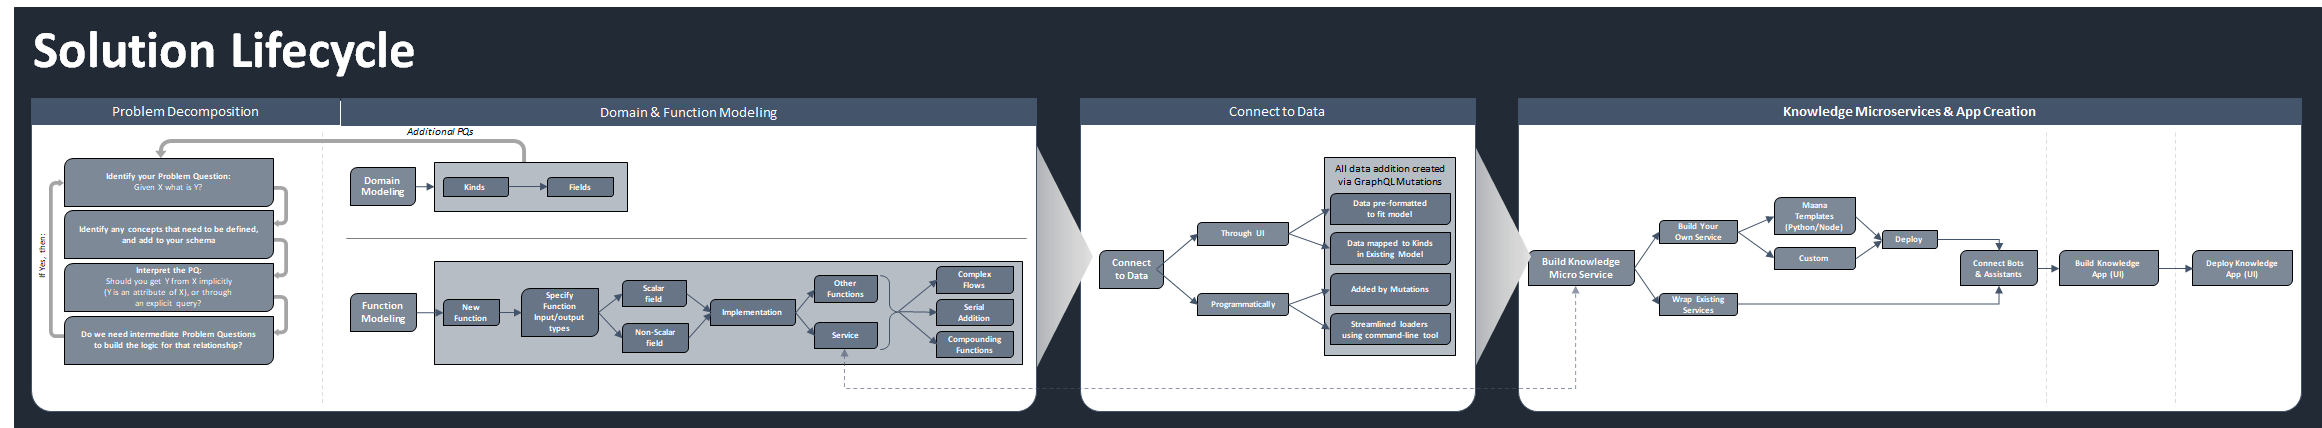 Solution Lifecycle
Problem Decomposition
Domain & Function Modeling
Connect to Data
Knowledge Microservices & App Creation
Additional PQs
If Yes, then:
Identify your Problem Question:
Given X what is Y?
Identify any concepts that need to be defined,
and add to your schema
Interpret the PQ:
Should you get Y from X implicitly
(Y is an attribute of X), or through
an explicit query?
Do we need intermediate Problem Questions
to build the logic for that relationship?
Domain
Modeling
Kinds
Fields
Function
Modeling
New
Function
Specify
Function
Input/output
types
Scalar
field
Non-Scalar
field
Implementation
Other
Functions
Service
Complex
Flows
Serial
Addition
Compounding
Functions
Connect
to Data
Through UI
Programmatically
All data addition created
via GraphQL Mutations
Data pre-formatted
to fit model
Data mapped to Kinds
in Existing Model
Added by Mutations
Streamlined loaders
using command-line tool
Build Knowledge
Micro Service
Build Your
Own Service
Wrap Existing
Services
Maana
Templates
(Python/Node)
Custom
Deploy
Connect Bots
& Assistants
Build Knowledge
App (UI)
Deploy Knowledge
App (UI)